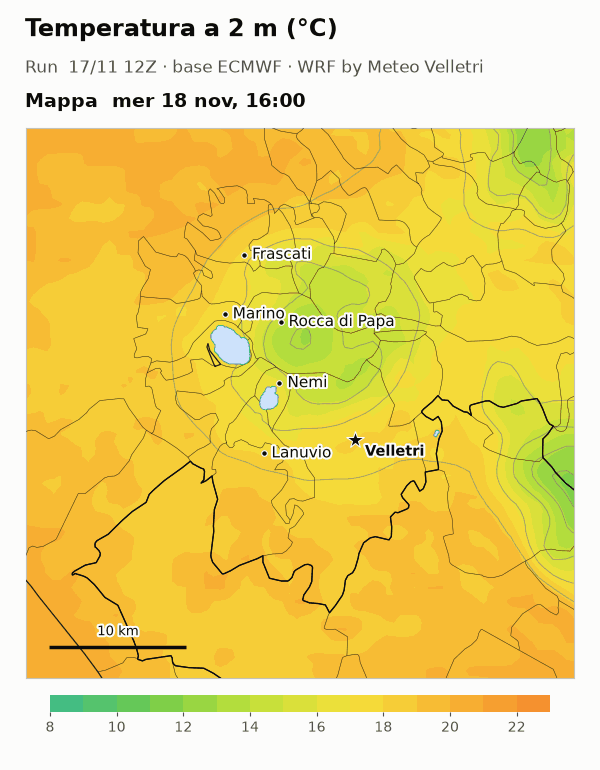 Temperatura a 2 m (°C)
Run 17/11 12Z · base ECMWF · WRF by Meteo Velletri
Mappa mer 18 nov, 16:00
Frascati
Marino
Rocca di Papa
Nemi
Velletri
Lanuvio
10 km
8 10 12 14 16 18 20 22